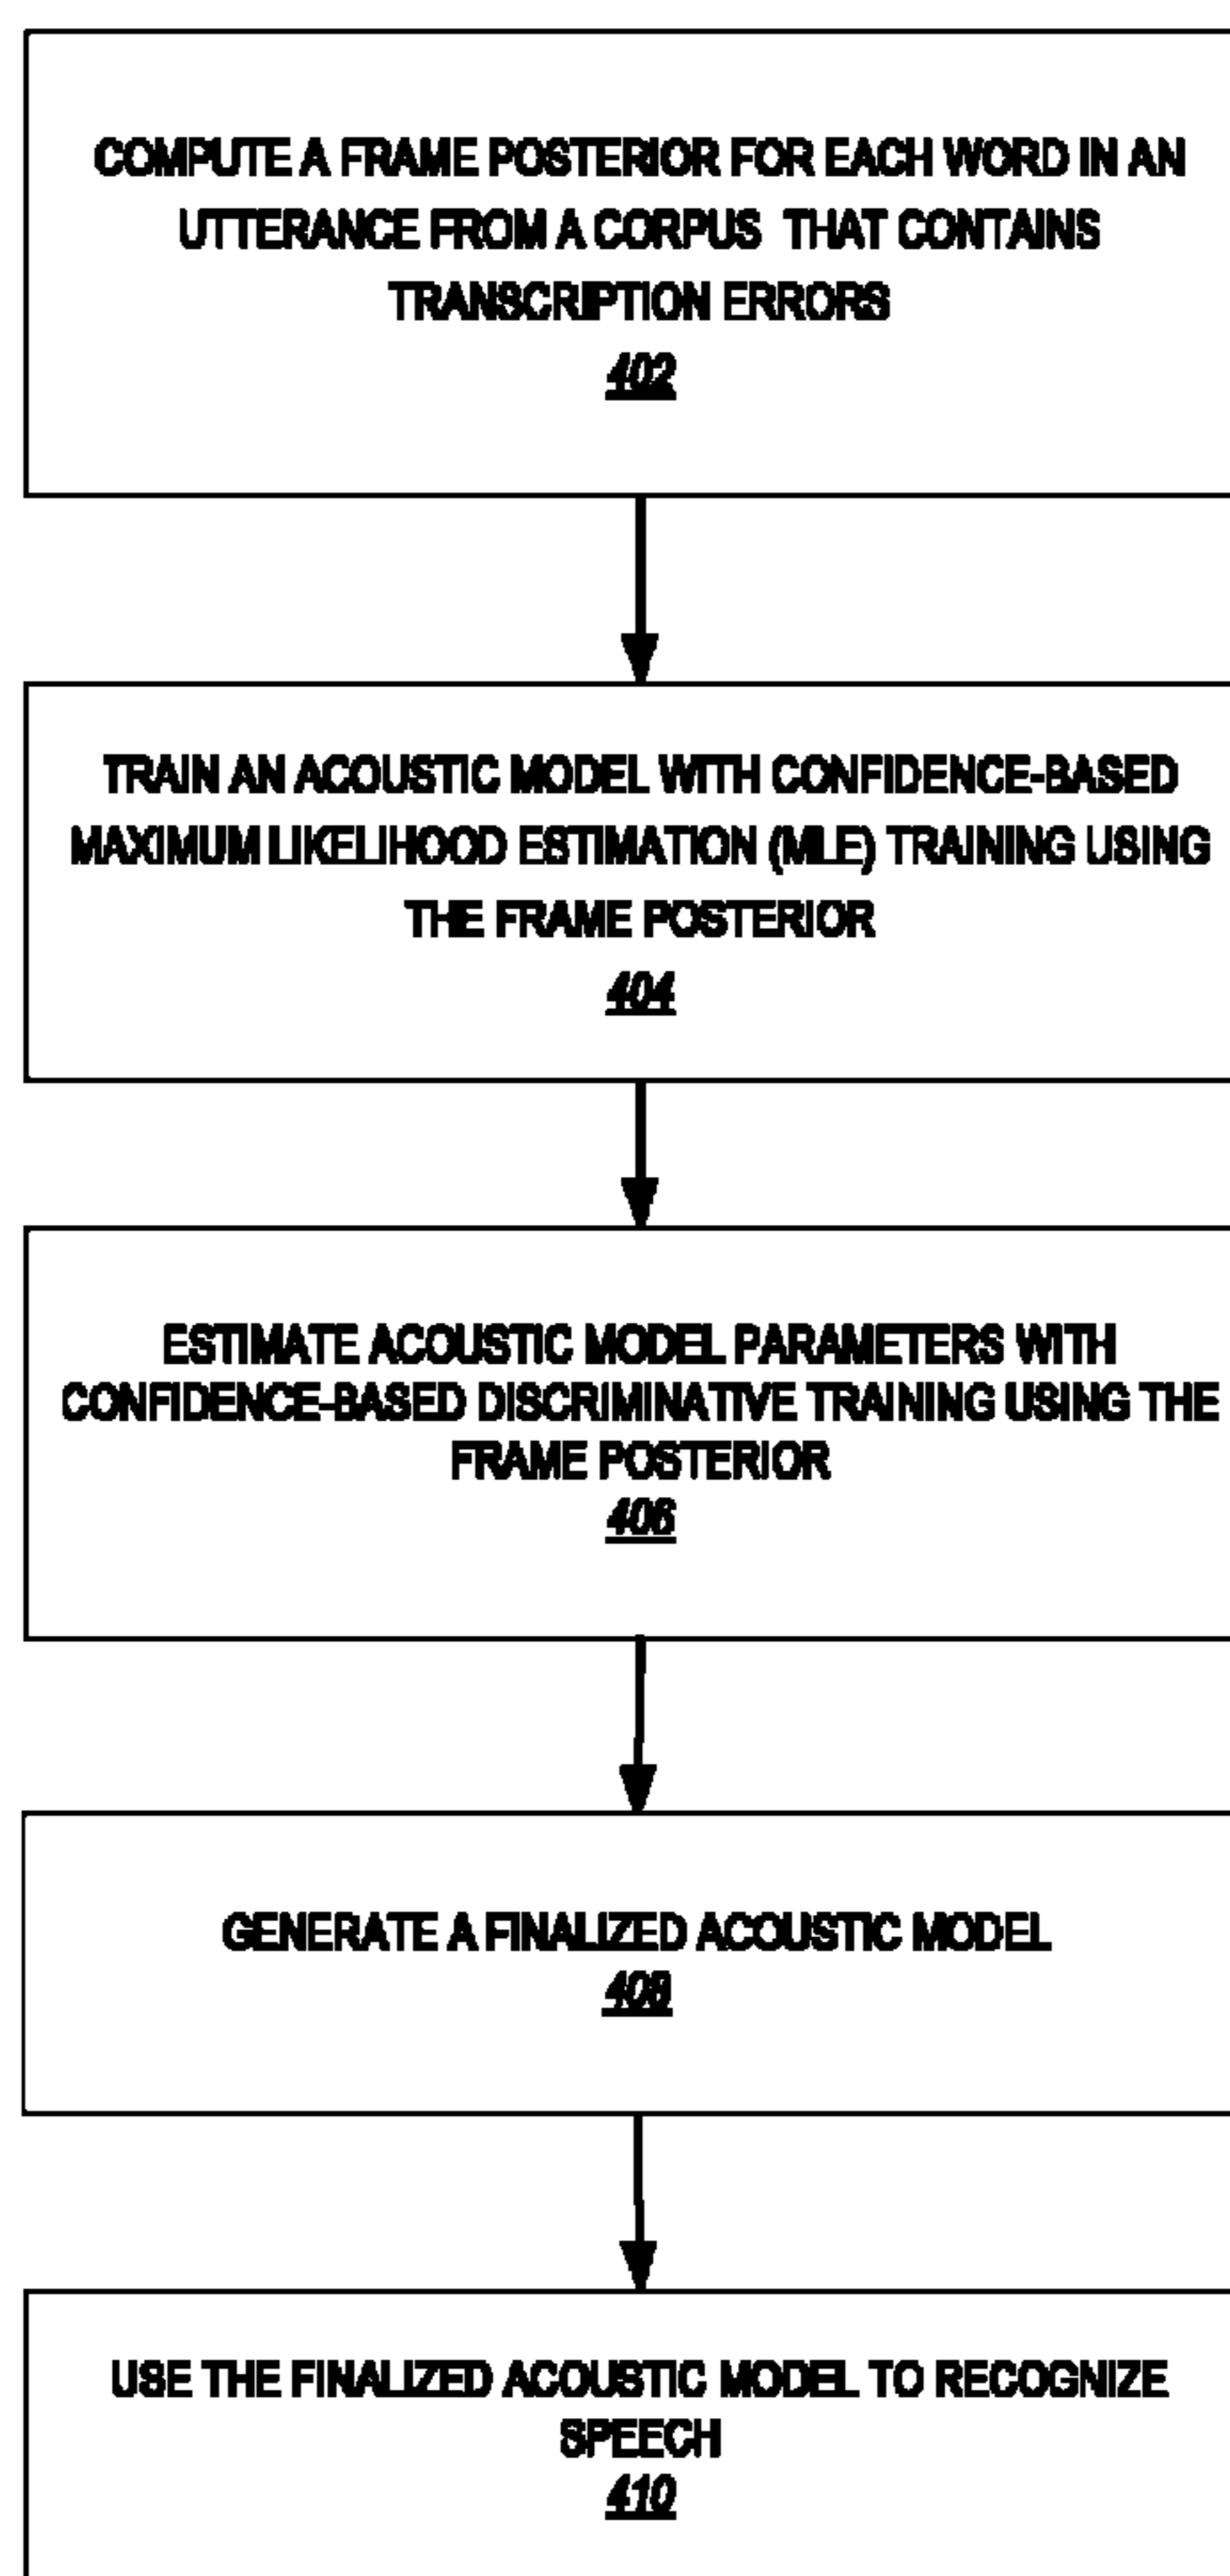 COMPUTE A FRAME POSTERIOR FOR EACH WORD IN AN
UTTERANCE FROM A CORPUS THAT CONTAINS
TRANSCRIPTION ERRORS
402
TRAIN AN ACOUSTIC MODEL WITH CONFIDENCE-BASED
MAXIMUM LIKELIHOOD ESTIMATION (MLE) TRAINING USING
THE FRAME POSTERIOR
404
ESTIMATE ACOUSTIC MODEL PARAMETERS WITH
CONFIDENCE-BASED DISCRIMINATIVE TRAINING USING THE
FRAME POSTERIOR
406
GENERATE A FINALIZED ACOUSTIC MODEL
408
USE THE FINALIZED ACOUSTIC MODEL TO RECOGNIZE
SPEECH
410